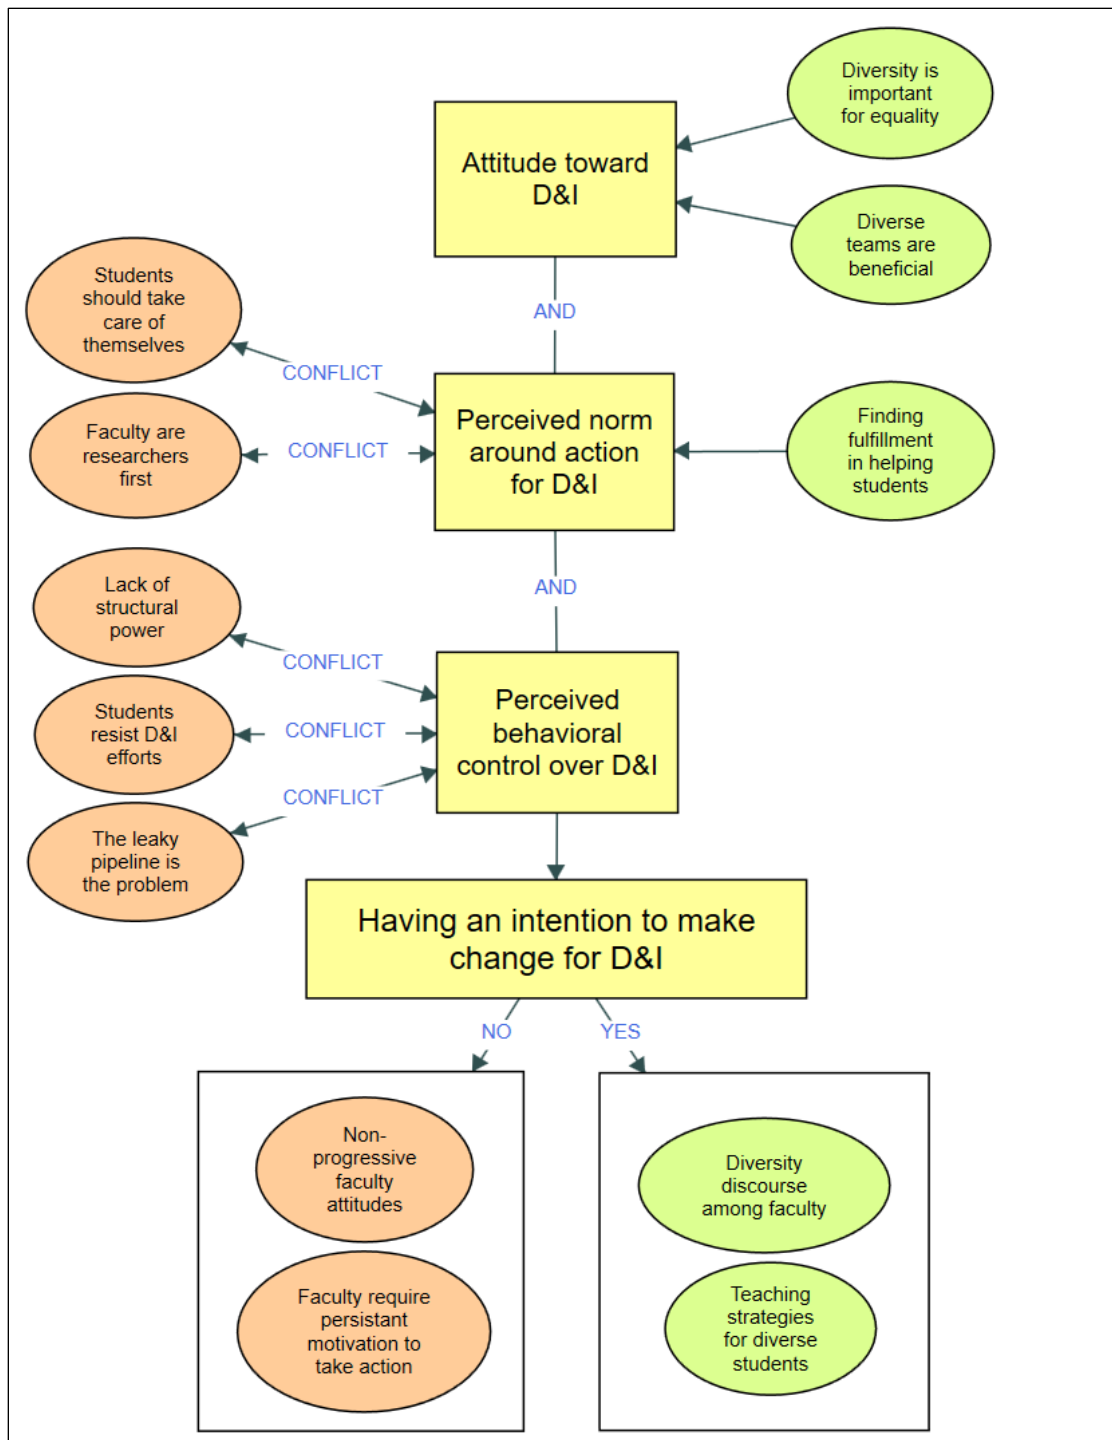 Diversity is
important
for equality
Attitude toward
D&I
Diverse
teams are
beneficial
AND
Students
should take
care of
themselves
CONFLICT
Faculty are
researchers
first
CONFLICT
Perceived norm
around action
for D&I
Finding
fulfillment
in helping
students
AND
Lack of
structural
power
CONFLICT
Students
resist D&I
efforts
CONFLICT
The leaky
pipeline is
the problem
CONFLICT
Perceived
behavioral
control over D&I
Having an intention to make
change for D&I
NO
YES
Non-
progressive
faculty
attitudes
Faculty require
persistant
motivation to
take action
Diversity
discourse
among faculty
Teaching
strategies
for diverse
students